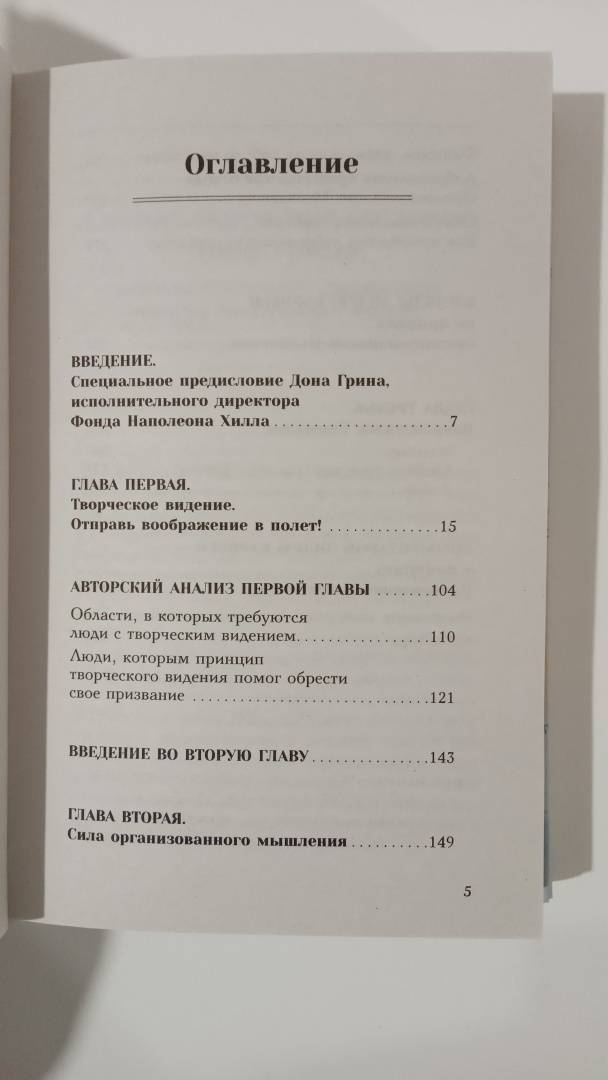 Оглавление
ВВЕДЕНИЕ.
Специальное предисловие Дона Грина,
исполнительного директора
Фонда Наполеона Хилла.......................7
ГЛАВА ПЕРВАЯ.
Творческое видение.
Отправь воображение в полет! ..............15
АВТОРСКИЙ АНАЛИЗ ПЕРВОЙ ГЛАВЫ .......104
Области, в которых требуются
люди с творческим видением.................110
Люди, которым принцип
творческого видения помог обрести
свое призвание ..............................121
ВВЕДЕНИЕ ВО ВТОРУЮ ГЛАВУ...............143
ГЛАВА ВТОРАЯ.
Сила организованного мышления ..........149
5